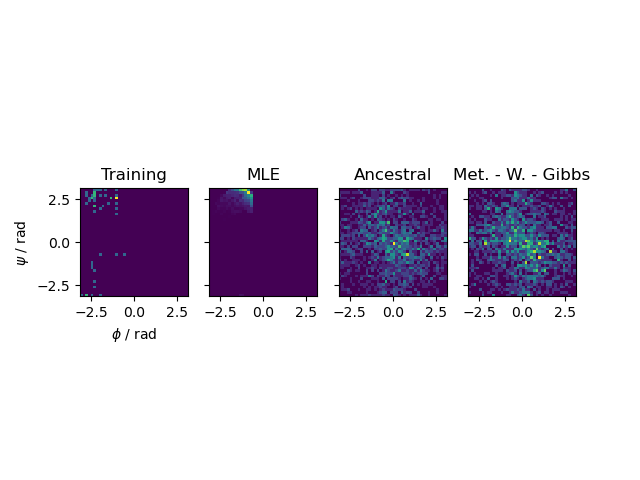 Training
MLE
Ancestral
Met. - W. - Gibbs
2.5
0.0
−2.5
ψ / rad
−2.5 0.0 2.5
−2.5 0.0 2.5
−2.5 0.0 2.5
−2.5 0.0 2.5
ϕ / rad